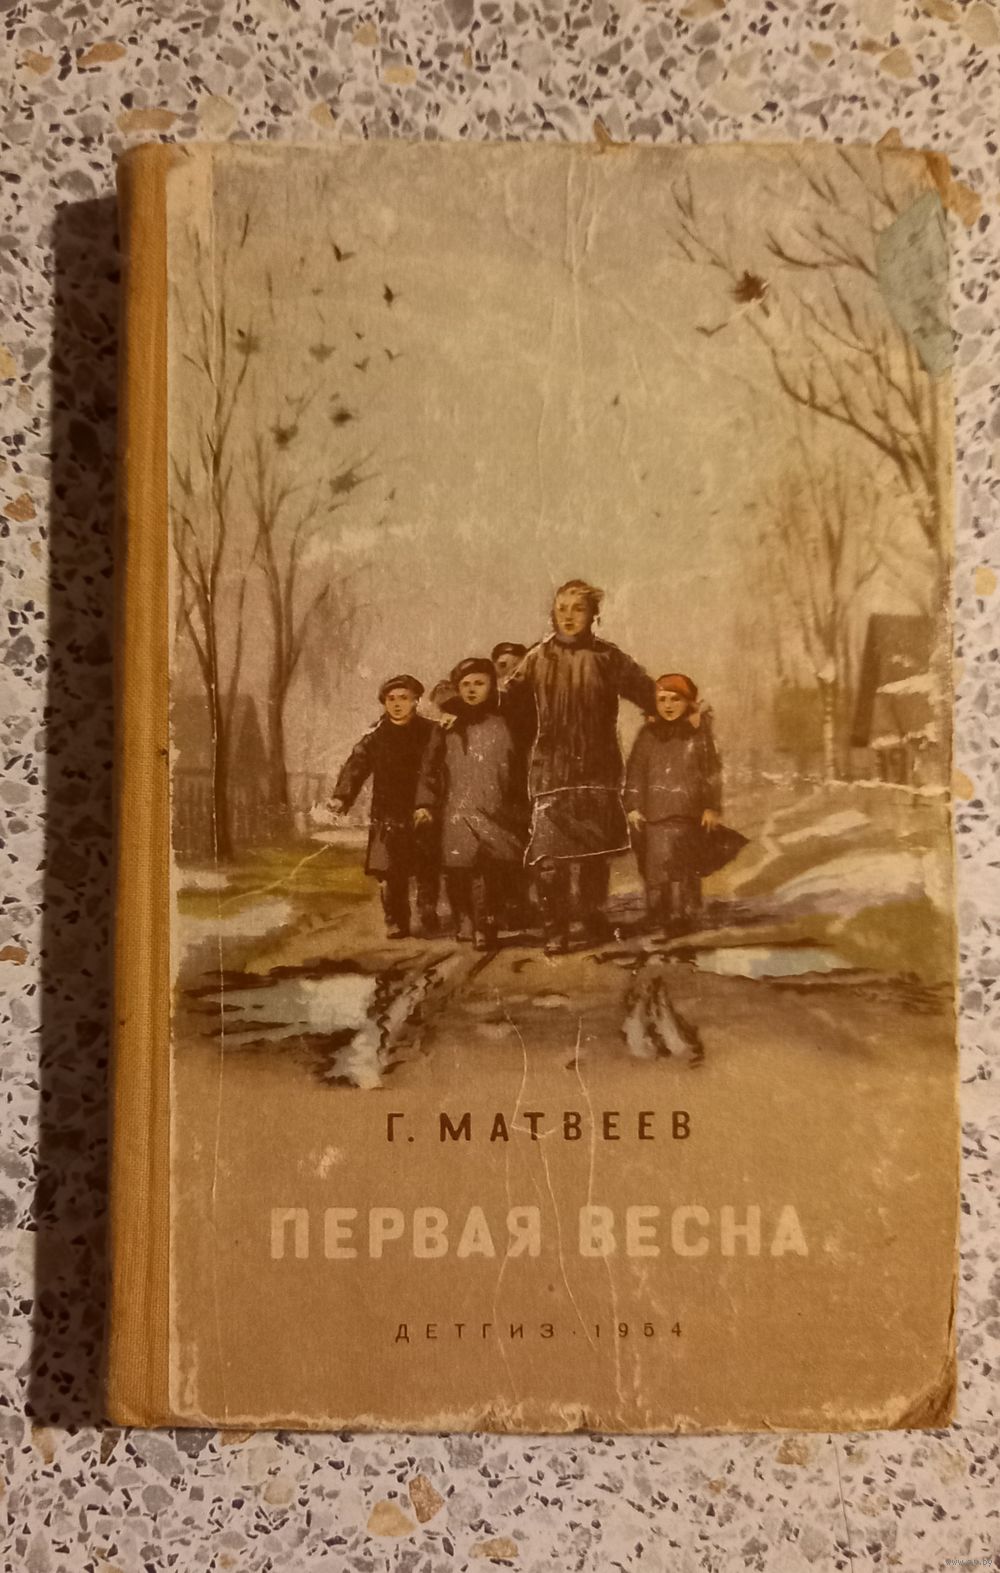 Г. МАТВЕЕВ
ПЕРВАЯ ВЕСНА
ДЕТГИЗ · 1954